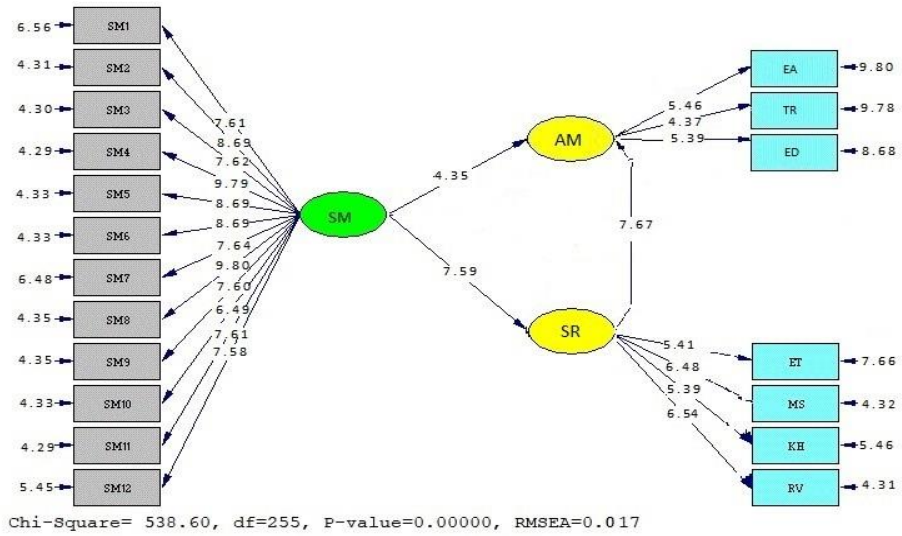 6.56 SM1
4.31 SM2
4.30 SM3
4.29 SM4
4.33 SM5
4.33 SM6
6.48 SM7
4.35 SM8
4.35 SM9
4.33 SM10
4.29 SM11
5.45 SM12
7.61
8.69
7.62
9.79
8.69
8.69
7.64
9.80
7.60
6.49
7.61
7.58
SM
4.35
7.59
AM
7.67
SR
5.46
4.37
5.39
EA 9.80
TR 9.78
ED 8.68
5.41
6.48
5.39
6.54
ET 7.66
MS 4.32
KH 5.46
RV 4.31
Chi-Square= 538.60, df=255, P-value=0.00000, RMSEA=0.017